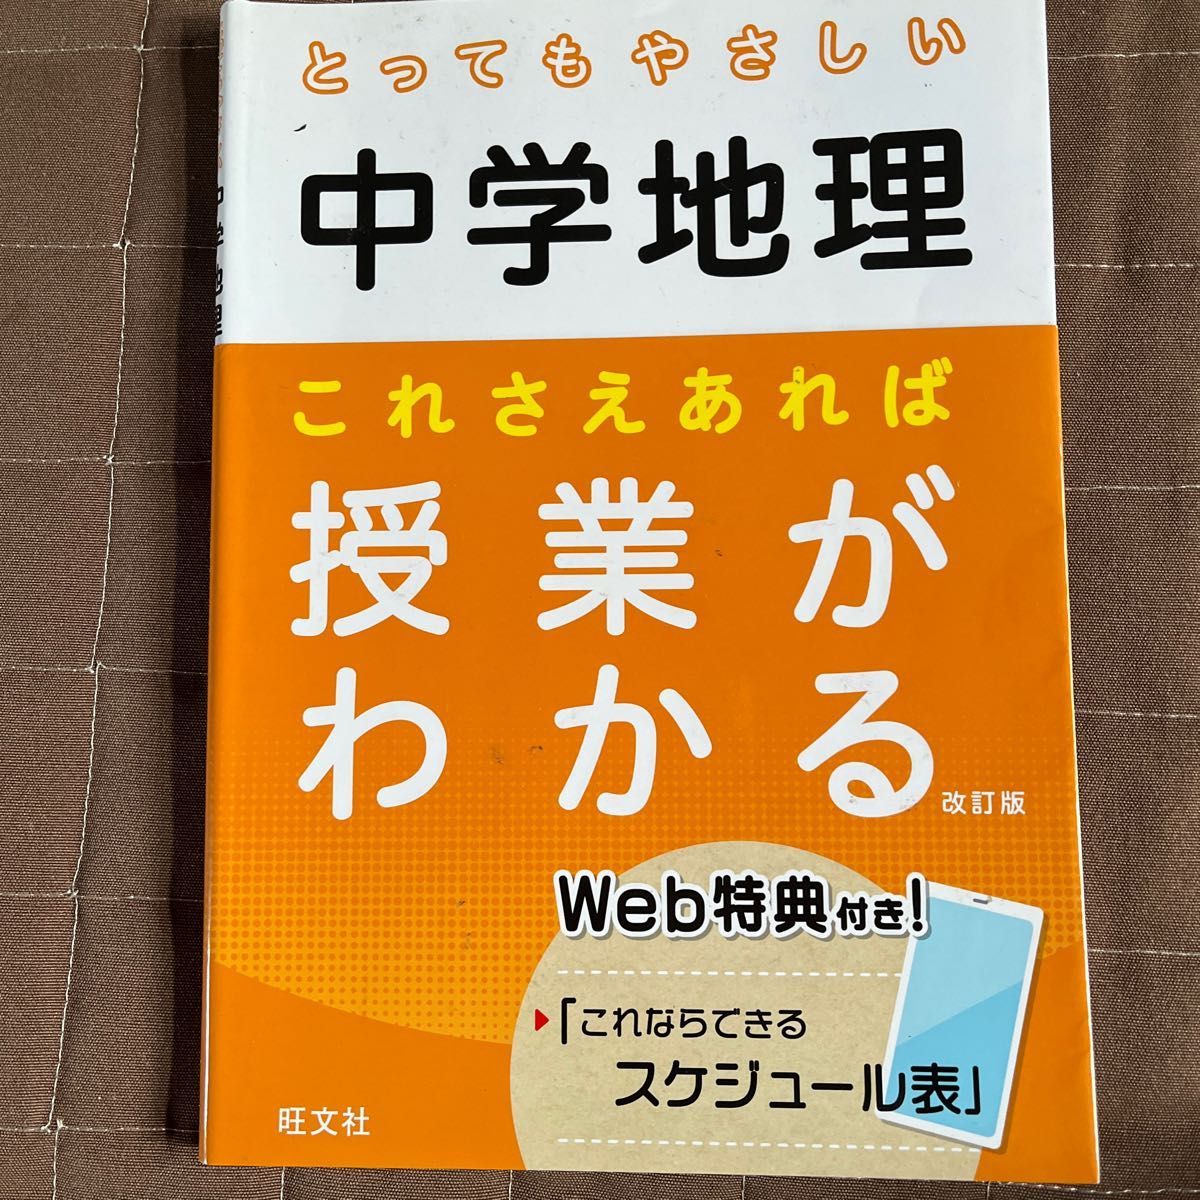 とってもやさしい
中学地理
これさえあれば
授業が
わかる
改訂版
Web特典付き!
「これならできる
スケジュール表」
旺文社